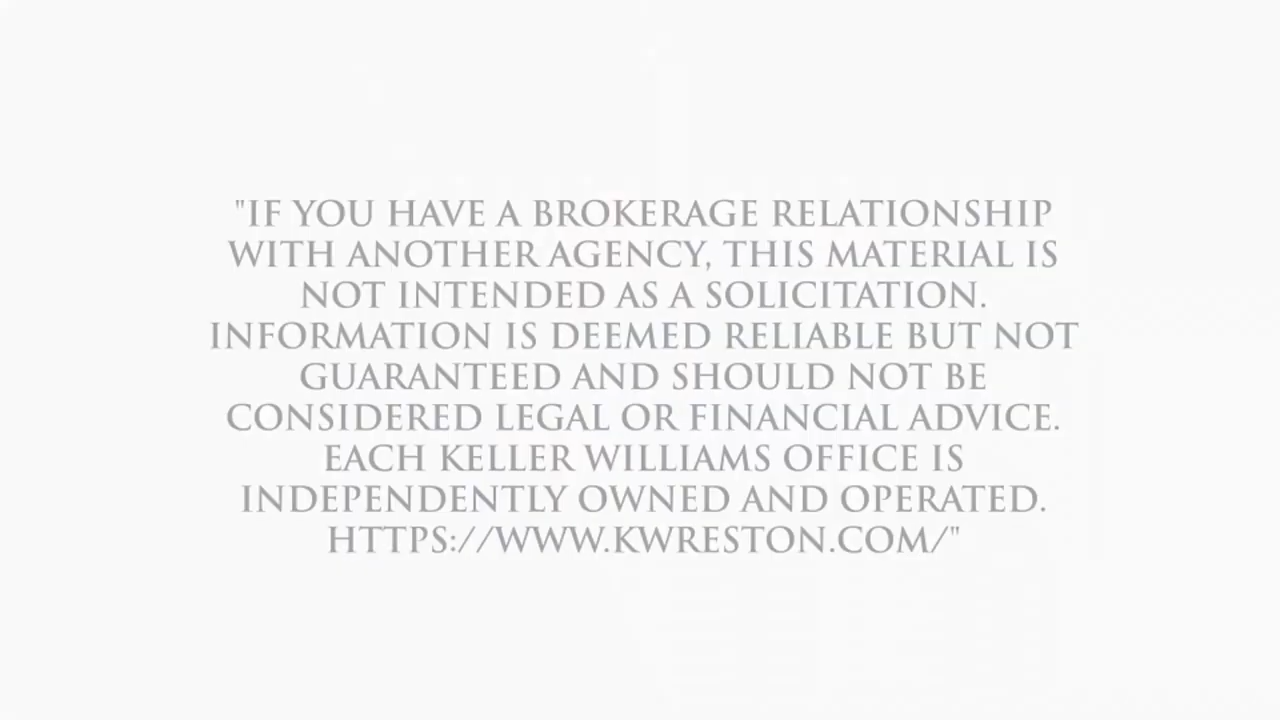 "IF YOU HAVE A BROKERAGE RELATIONSHIP
WITH ANOTHER AGENCY, THIS MATERIAL IS
NOT INTENDED AS A SOLICITATION.
INFORMATION IS DEEMED RELIABLE BUT NOT
GUARANTEED AND SHOULD NOT BE
CONSIDERED LEGAL OR FINANCIAL ADVICE.
EACH KELLER WILLIAMS OFFICE IS
INDEPENDENTLY OWNED AND OPERATED.
HTTPS://WWW.KWRESTON.COM/"